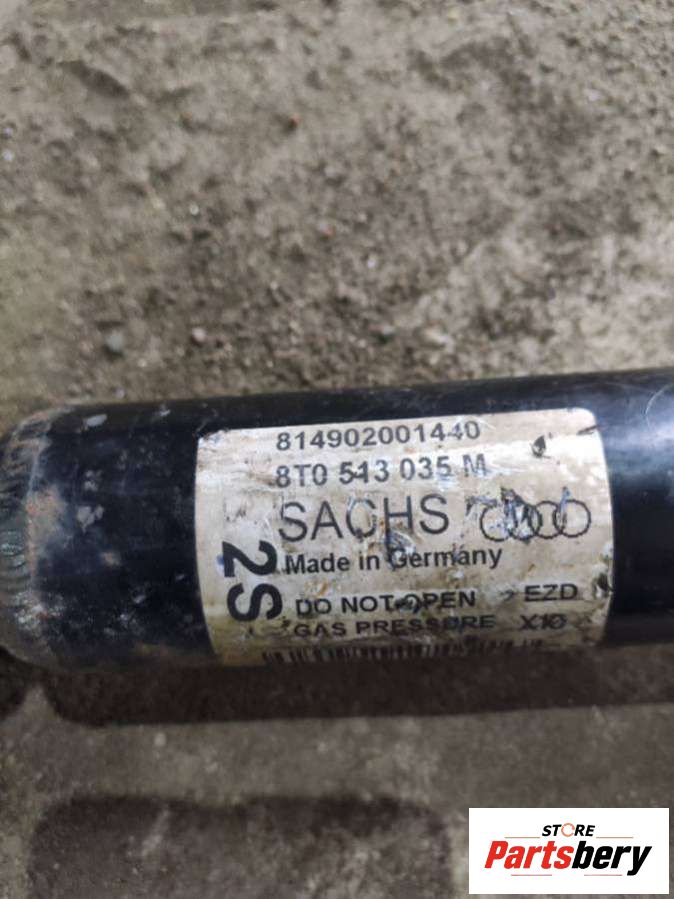 814902001440
8T0 513 035 M
SACHS
Made in Germany
2S
DO NOT OPEN EZD
GAS PRESSURE X10
STORE
Partsbery